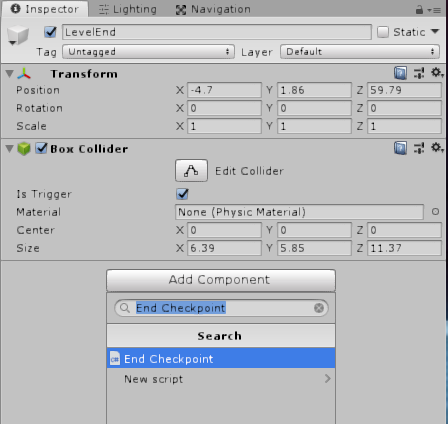 Inspector Lighting Navigation
LevelEnd Static
Tag Untagged Layer Default
Transform
Position X -4.7 Y 1.86 Z 59.79
Rotation X 0 Y 0 Z 0
Scale X 1 Y 1 Z 1
Box Collider
Edit Collider
Is Trigger
Material None (Physic Material)
Center X 0 Y 0 Z 0
Size X 6.39 Y 5.85 Z 11.37
Add Component
End Checkpoint
Search
C# End Checkpoint
New script